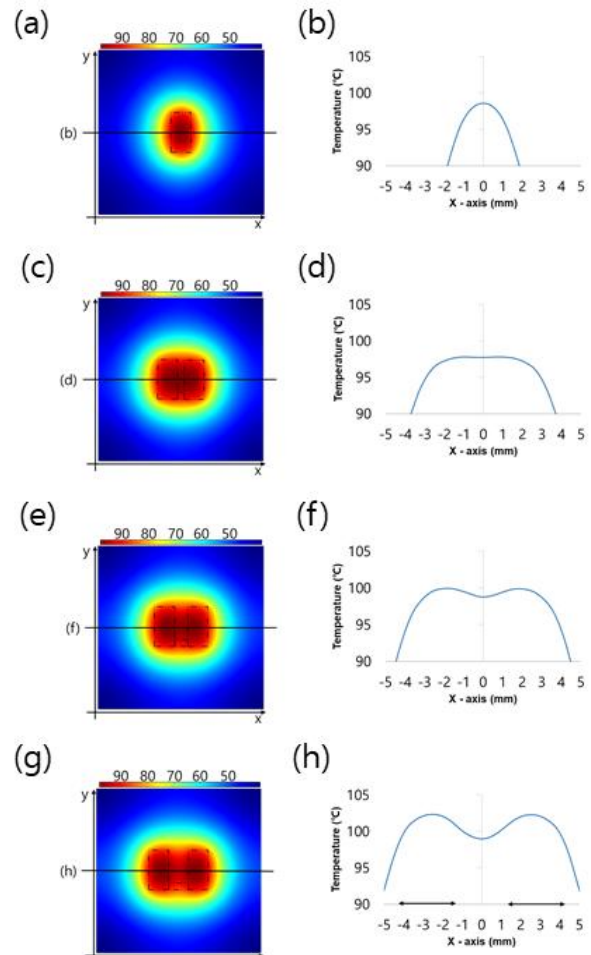 (a)
90 80 70 60 50
y
(b)
x
(b)
105
100
95
90
Temperature (℃)
-5 -4 -3 -2 -1 0 1 2 3 4 5
X - axis (mm)
(c)
90 80 70 60 50
y
(d)
x
(d)
105
100
95
90
Temperature (℃)
-5 -4 -3 -2 -1 0 1 2 3 4 5
X - axis (mm)
(e)
90 80 70 60 50
y
(f)
x
(f)
105
100
95
90
Temperature (℃)
-5 -4 -3 -2 -1 0 1 2 3 4 5
X - axis (mm)
(g)
90 80 70 60 50
y
(h)
x
(h)
105
100
95
90
Temperature (℃)
-5 -4 -3 -2 -1 0 1 2 3 4 5
X - axis (mm)